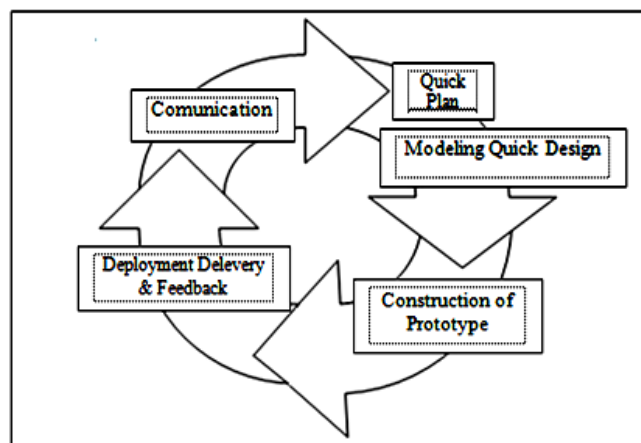 Comunication
Quick
Plan
Modeling Quick Design
Construction of
Prototype
Deployment Delevery
& Feedback